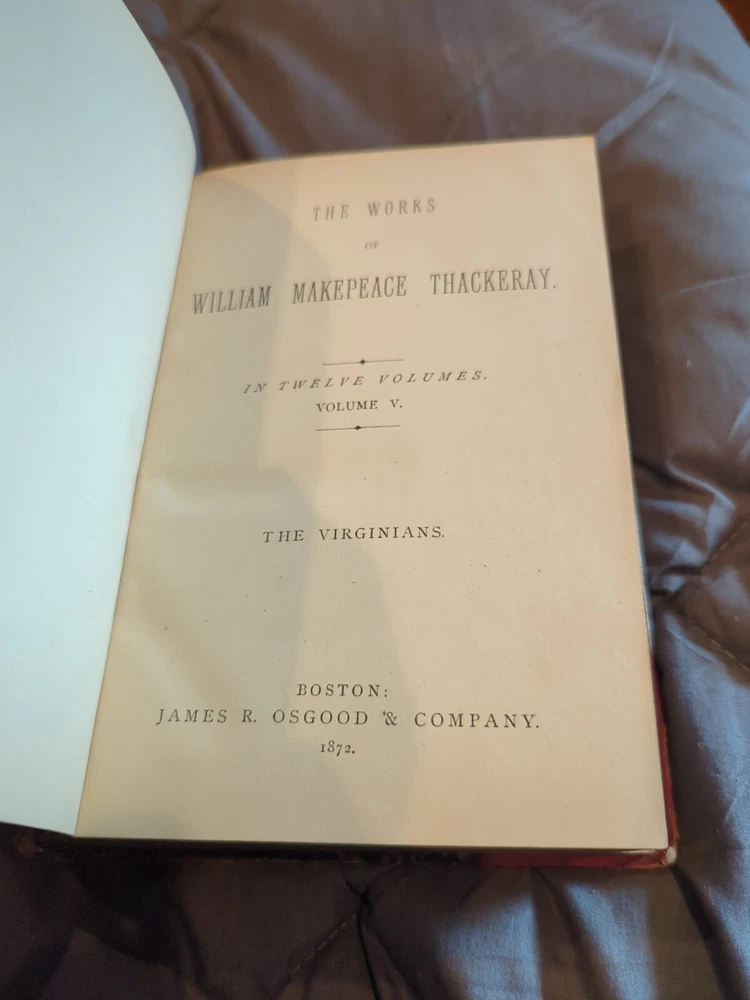 THE WORKS
OF
WILLIAM MAKEPEACE THACKERAY.
IN TWELVE VOLUMES.
VOLUME V.
THE VIRGINIANS.
BOSTON:
JAMES R. OSGOOD & COMPANY.
1872.